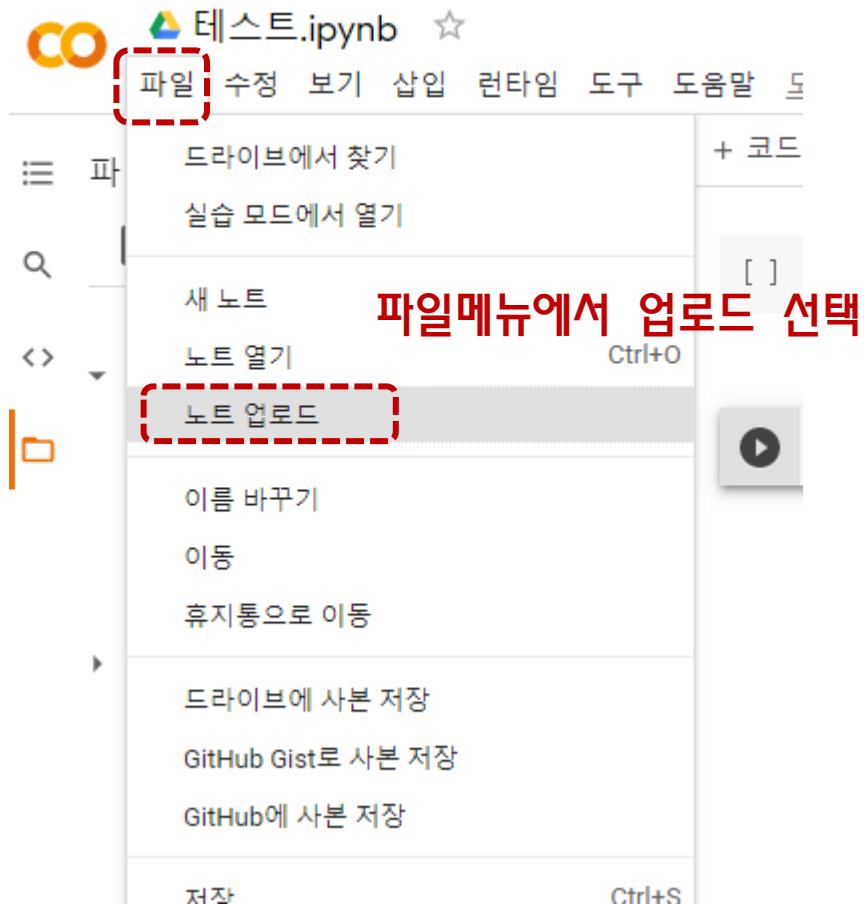 테스트.ipynb
파일 수정 보기 삽입 런타임 도구 도움말
파
드라이브에서 찾기
+ 코드
실습 모드에서 열기
[ ]
새 노트
파일메뉴에서 업로드 선택
노트 열기 Ctrl+O
노트 업로드
이름 바꾸기
이동
휴지통으로 이동
드라이브에 사본 저장
GitHub Gist로 사본 저장
GitHub에 사본 저장
저장 Ctrl+S